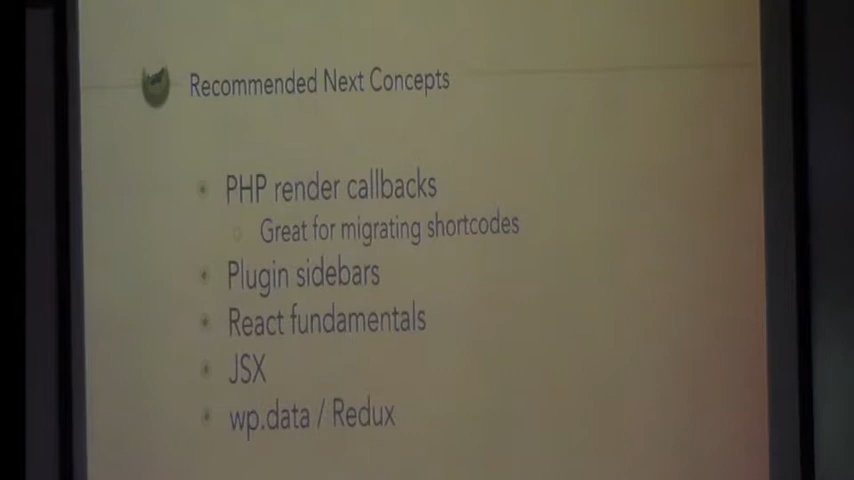 Recommended Next Concepts
PHP render callbacks
Great for migrating shortcodes
Plugin sidebars
React fundamentals
JSX
wp.data / Redux